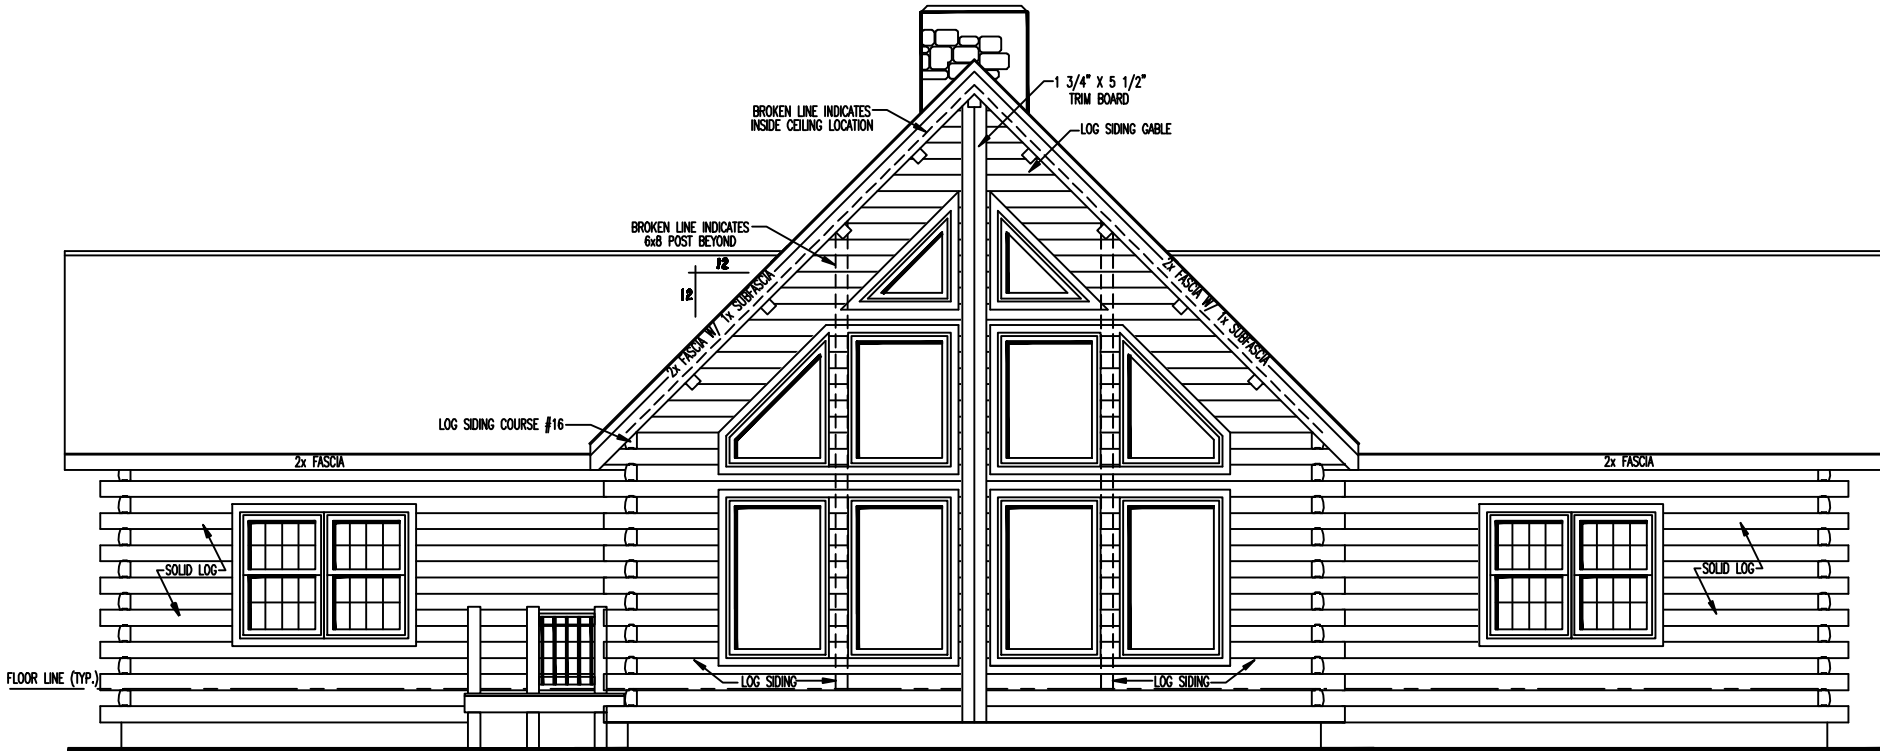 1 3/4" X 5 1/2"
TRIM BOARD
BROKEN LINE INDICATES
INSIDE CEILING LOCATION
LOG SIDING GABLE
BROKEN LINE INDICATES
6x8 POST BEYOND
12
12
2x FASCIA W/ 1x SUBFASCIA
2x FASCIA W/ 1x SUBFASCIA
LOG SIDING COURSE #16
2x FASCIA
2x FASCIA
SOLID LOG
SOLID LOG
FLOOR LINE (TYP.)
LOG SIDING
LOG SIDING